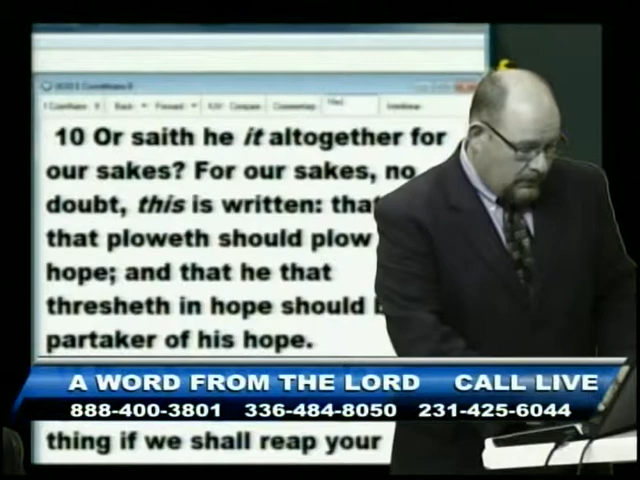 10 Or saith he it altogether for
our sakes? For our sakes, no
doubt, this is written: that
that ploweth should plow
hope; and that he that
thresheth in hope should
partaker of his hope.
A WORD FROM THE LORD CALL LIVE
888-400-3801 336-484-8050 231-425-6044
thing if we shall reap your